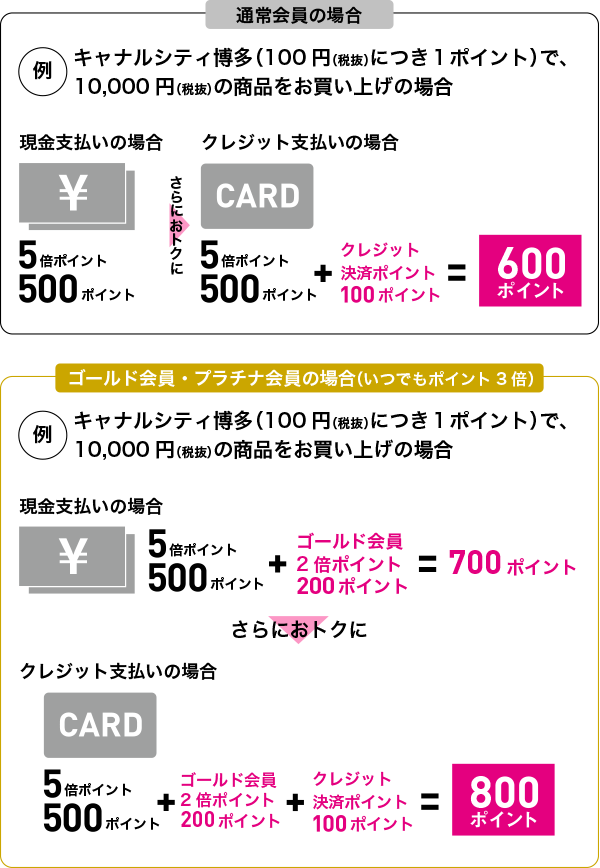 通常会員の場合
例
キャナルシティ博多(100円(税抜)につき1ポイント)で、
10,000円(税抜)の商品をお買い上げの場合
現金支払いの場合
¥
5倍ポイント
500ポイント
さらにおトクに
クレジット支払いの場合
CARD
5倍ポイント
500ポイント
+
クレジット
決済ポイント
100ポイント
=
600
ポイント
ゴールド会員・プラチナ会員の場合(いつでもポイント3倍)
例
キャナルシティ博多(100円(税抜)につき1ポイント)で、
10,000円(税抜)の商品をお買い上げの場合
現金支払いの場合
¥
5倍ポイント
500ポイント
+
ゴールド会員
2倍ポイント
200ポイント
=
700ポイント
さらにおトクに
クレジット支払いの場合
CARD
5倍ポイント
500ポイント
+
ゴールド会員
2倍ポイント
200ポイント
+
クレジット
決済ポイント
100ポイント
=
800
ポイント